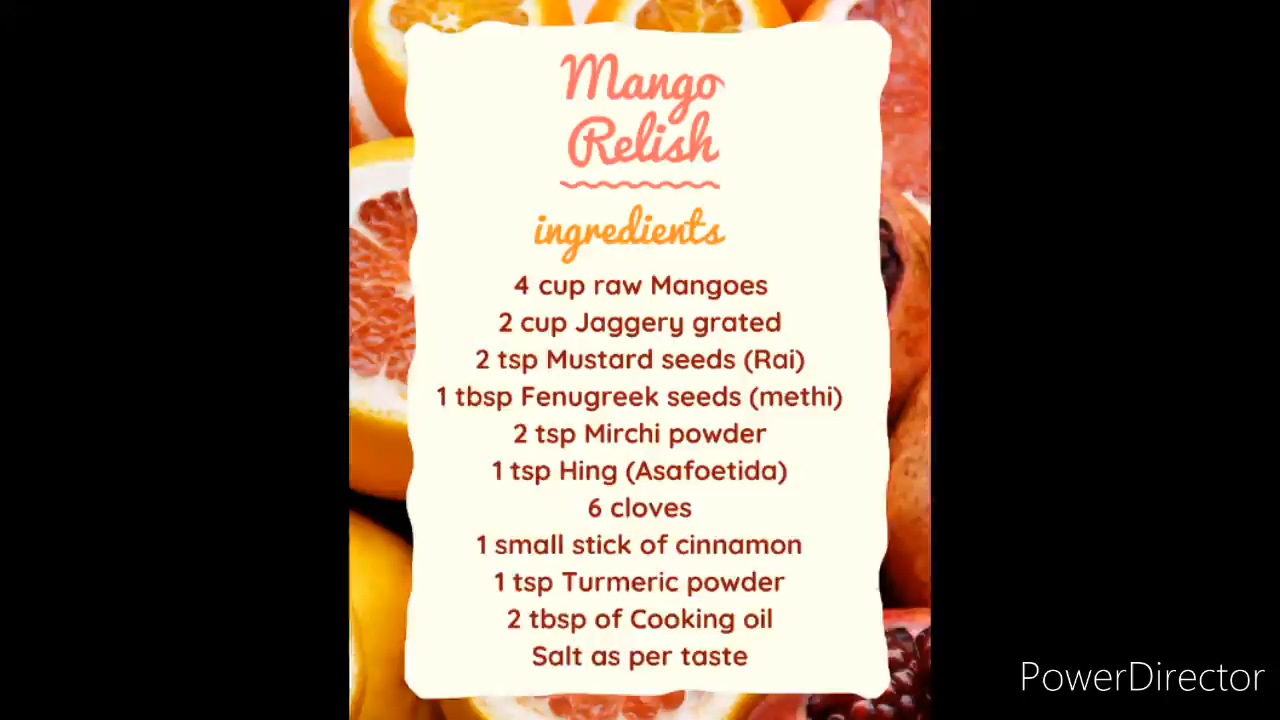 Mango
Relish
ingredients
4 cup raw Mangoes
2 cup Jaggery grated
2 tsp Mustard seeds (Rai)
1 tbsp Fenugreek seeds (methi)
2 tsp Mirchi powder
1 tsp Hing (Asafoetida)
6 cloves
1 small stick of cinnamon
1 tsp Turmeric powder
2 tbsp of Cooking oil
Salt as per taste
PowerDirector